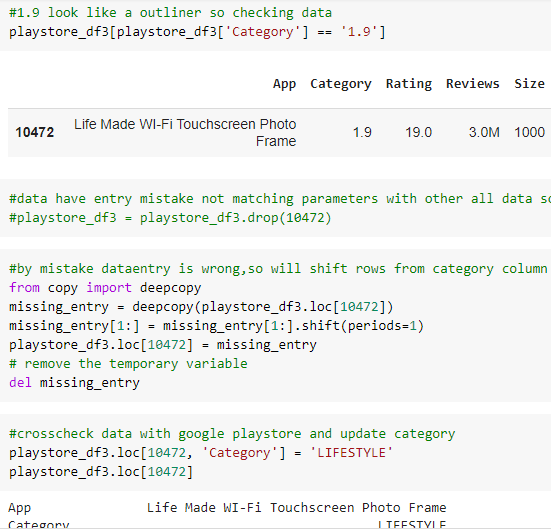 #1.9 look like a outliner so checking data
playstore_df3[playstore_df3['Category'] == '1.9']
App Category Rating Reviews Size
10472 Life Made WI-Fi Touchscreen Photo Frame 1.9 19.0 3.0M 1000
#data have entry mistake not matching parameters with other all data
#playstore_df3 = playstore_df3.drop(10472)
#by mistake dataentry is wrong,so will shift rows from category column
from copy import deepcopy
missing_entry = deepcopy(playstore_df3.loc[10472])
missing_entry[1:] = missing_entry[1:].shift(periods=1)
playstore_df3.loc[10472] = missing_entry
# remove the temporary variable
del missing_entry
#crosscheck data with google playstore and update category
playstore_df3.loc[10472, 'Category'] = 'LIFESTYLE'
playstore_df3.loc[10472]
App Life Made WI-Fi Touchscreen Photo Frame
Category LIFESTYLE